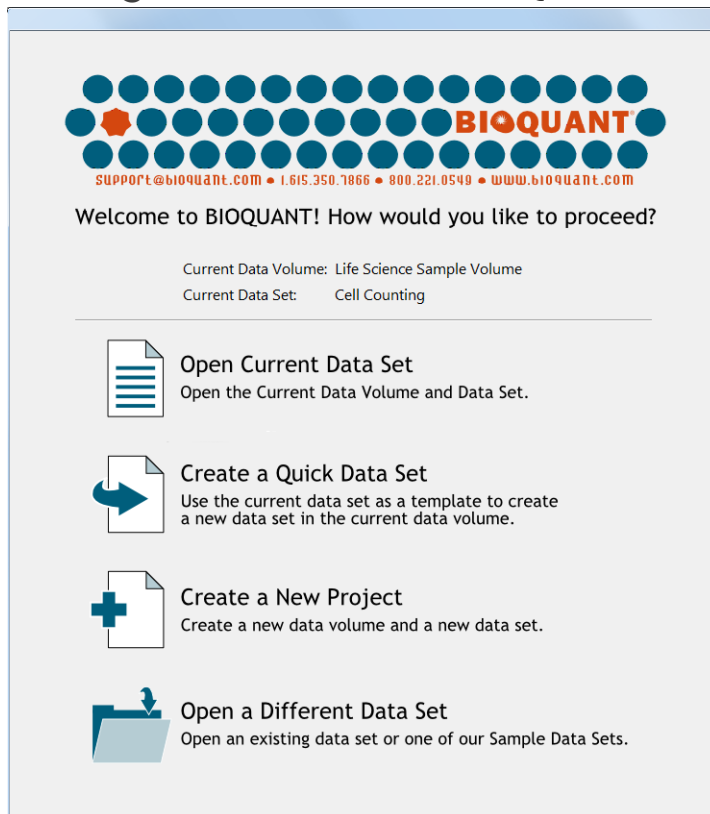 BIOQUANT®
support@bioquant.com • 1.615.350.7866 • 800.221.0549 • www.bioquant.com
Welcome to BIOQUANT! How would you like to proceed?
Current Data Volume: Life Science Sample Volume
Current Data Set: Cell Counting
Open Current Data Set
Open the Current Data Volume and Data Set.
Create a Quick Data Set
Use the current data set as a template to create
a new data set in the current data volume.
Create a New Project
Create a new data volume and a new data set.
Open a Different Data Set
Open an existing data set or one of our Sample Data Sets.